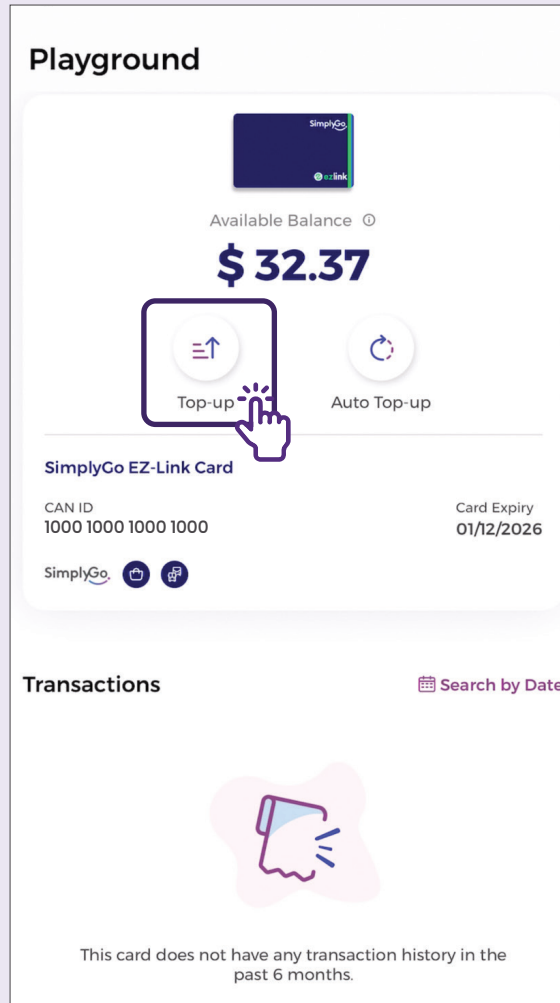 Playground
SimplyGo
ezlink
Available Balance
$ 32.37
Top-up
Auto Top-up
SimplyGo EZ-Link Card
CAN ID
Card Expiry
1000 1000 1000 1000
01/12/2026
SimplyGo.
Transactions
Search by Date
This card does not have any transaction history in the
past 6 months.